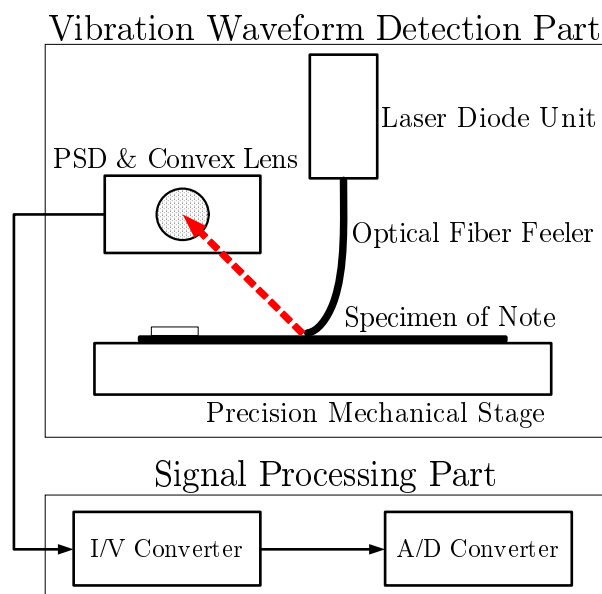 Vibration Waveform Detection Part
Laser Diode Unit
PSD & Convex Lens
Optical Fiber Feeler
Specimen of Note
Precision Mechanical Stage
Signal Processing Part
I/V Converter
A/D Converter